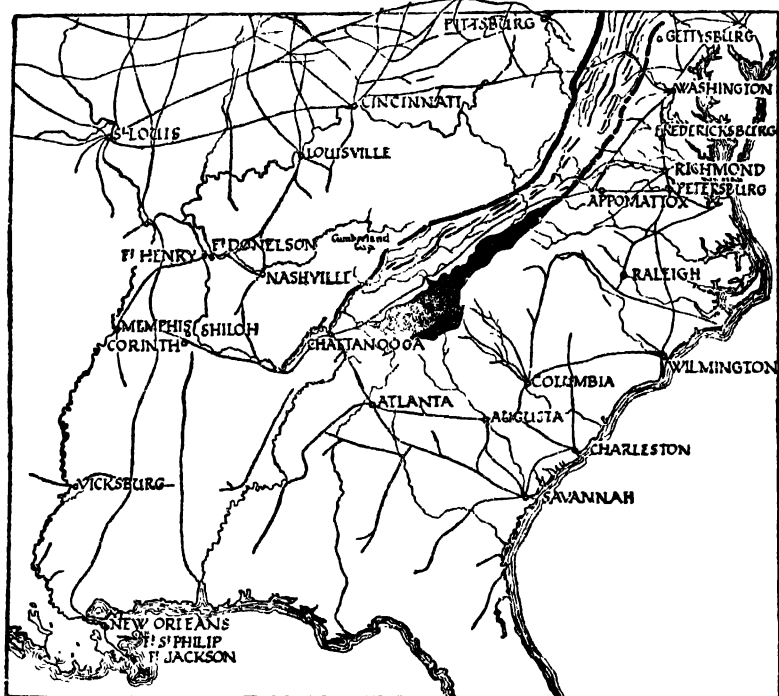 PITTSBURG
GETTYSBURG
WASHINGTON
CINCINNATI
St LOUIS
FREDERICKSBURG
LOUISVILLE
RICHMOND
PETERSBURG
APPOMATTOX
Ft HENRY
Ft DONELSON
Cumberland
Gap
NASHVILLE
RALEIGH
MEMPHIS
SHILOH
CORINTH
CHATTANOOGA
WILMINGTON
COLUMBIA
ATLANTA
AUGUSTA
CHARLESTON
VICKSBURG
SAVANNAH
NEW ORLEANS
Ft St PHILIP
Ft JACKSON